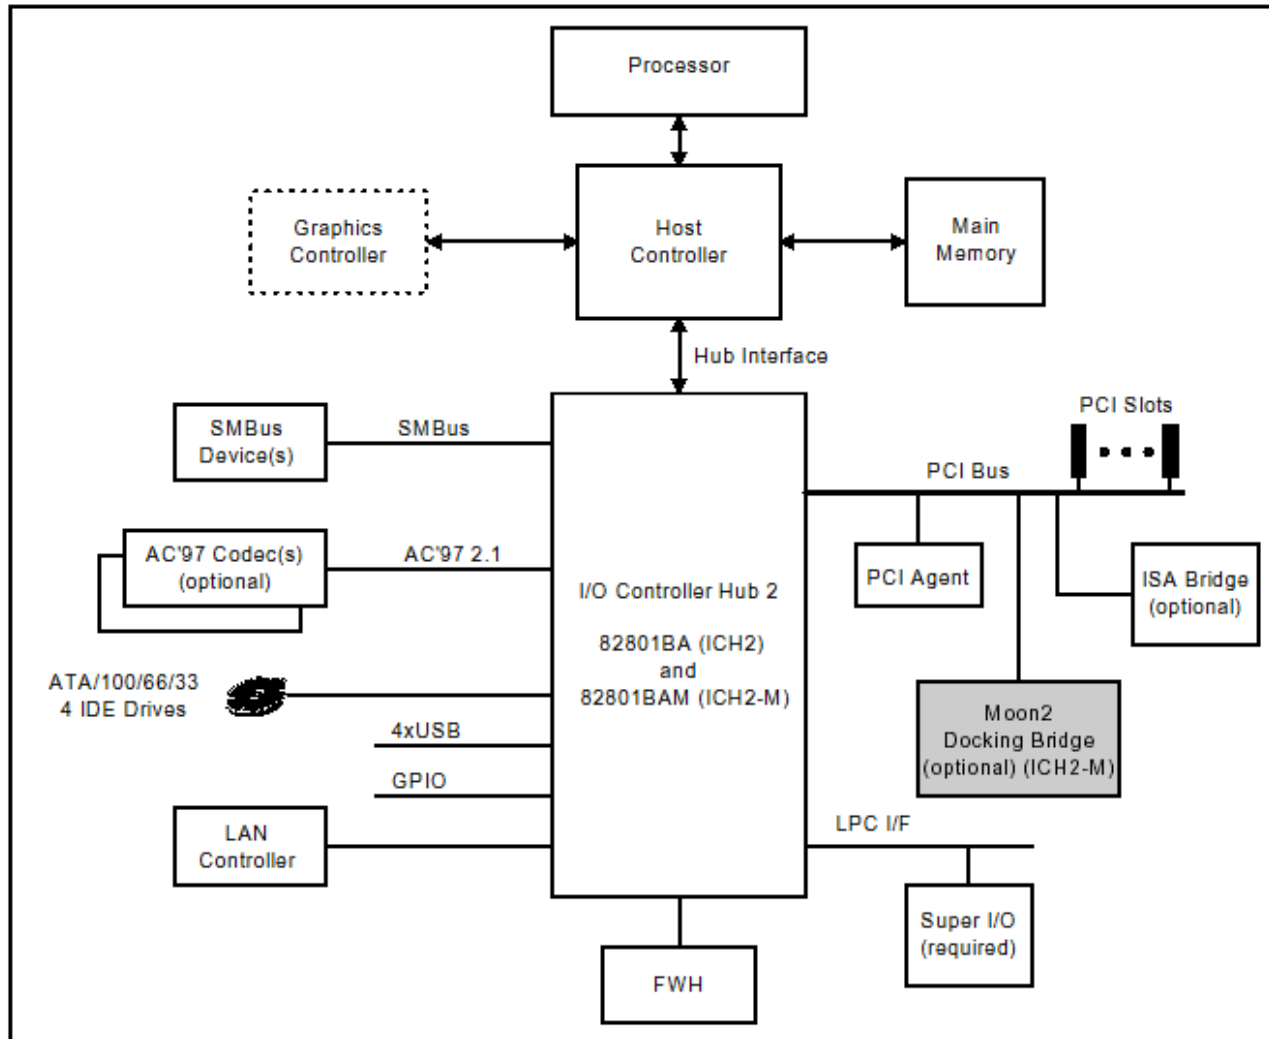 Processor
Graphics
Controller
Host
Controller
Main
Memory
Hub Interface
SMBus
Device(s)
SMBus
PCI Slots
PCI Bus
AC'97 Codec(s)
(optional)
AC'97 2.1
I/O Controller Hub 2
82801BA (ICH2)
and
82801BAM (ICH2-M)
PCI Agent
ISA Bridge
(optional)
ATA/100/66/33
4 IDE Drives
4xUSB
GPIO
Moon2
Docking Bridge
(optional) (ICH2-M)
LAN
Controller
LPC I/F
Super I/O
(required)
FWH